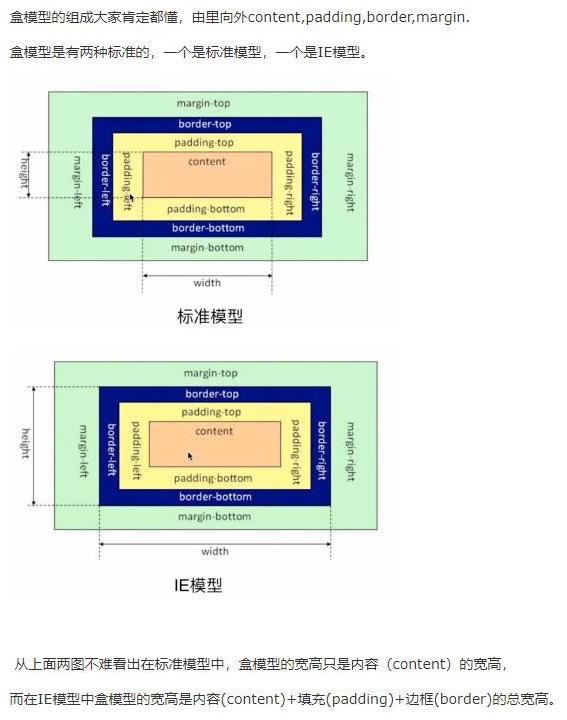 盒模型的组成大家肯定都懂，由里向外content,padding,border,margin.
盒模型是有两种标准的，一个是标准模型，一个是IE模型。
margin-top
border-top
padding-top
content
height
margin-left
border-left
padding-left
padding-right
border-right
margin-right
padding-bottom
border-bottom
margin-bottom
width
标准模型
margin-top
border-top
padding-top
content
height
margin-left
border-left
padding-left
padding-right
border-right
margin-right
padding-bottom
border-bottom
margin-bottom
width
IE模型
从上面两图不难看出在标准模型中，盒模型的宽高只是内容（content）的宽高，
而在IE模型中盒模型的宽高是内容(content)+填充(padding)+边框(border)的总宽高。